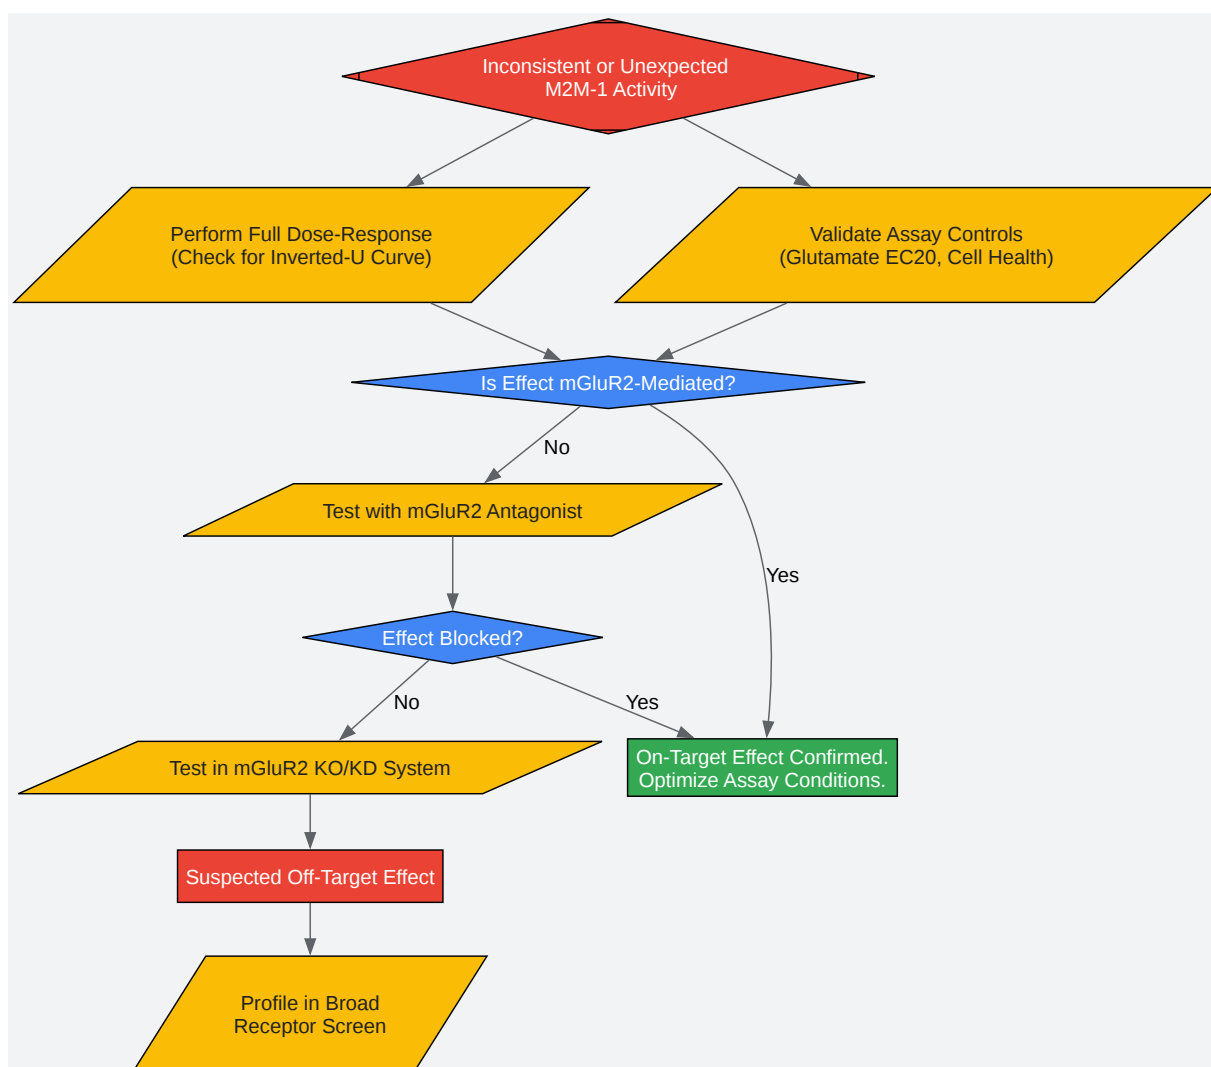 Inconsistent or Unexpected
M2M-1 Activity
Perform Full Dose-Response
(Check for Inverted-U Curve)
Validate Assay Controls
(Glutamate EC20, Cell Health)
Is Effect mGluR2-Mediated?
No
Test with mGluR2 Antagonist
Yes
Effect Blocked?
No
Yes
Test in mGluR2 KO/KD System
On-Target Effect Confirmed.
Optimize Assay Conditions.
Suspected Off-Target Effect
Profile in Broad
Receptor Screen